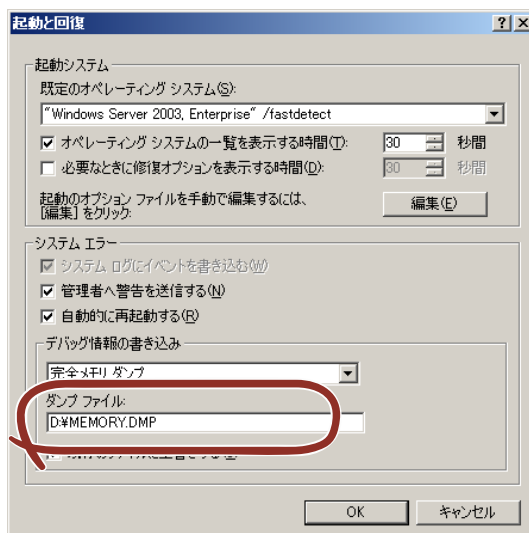 起動と回復
起動システム
既定のオペレーティング システム(S):
"Windows Server 2003, Enterprise" /fastdetect
オペレーティング システムの一覧を表示する時間(T): 30 秒間
必要なときに修復オプションを表示する時間(D): 30 秒間
起動のオプション ファイルを手動で編集するには、
[編集] をクリック: 編集(E)
システム エラー
システム ログにイベントを書き込む(W)
管理者へ警告を送信する(N)
自動的に再起動する(R)
デバッグ情報の書き込み
完全メモリ ダンプ
ダンプ ファイル:
D:¥MEMORY.DMP
OK キャンセル